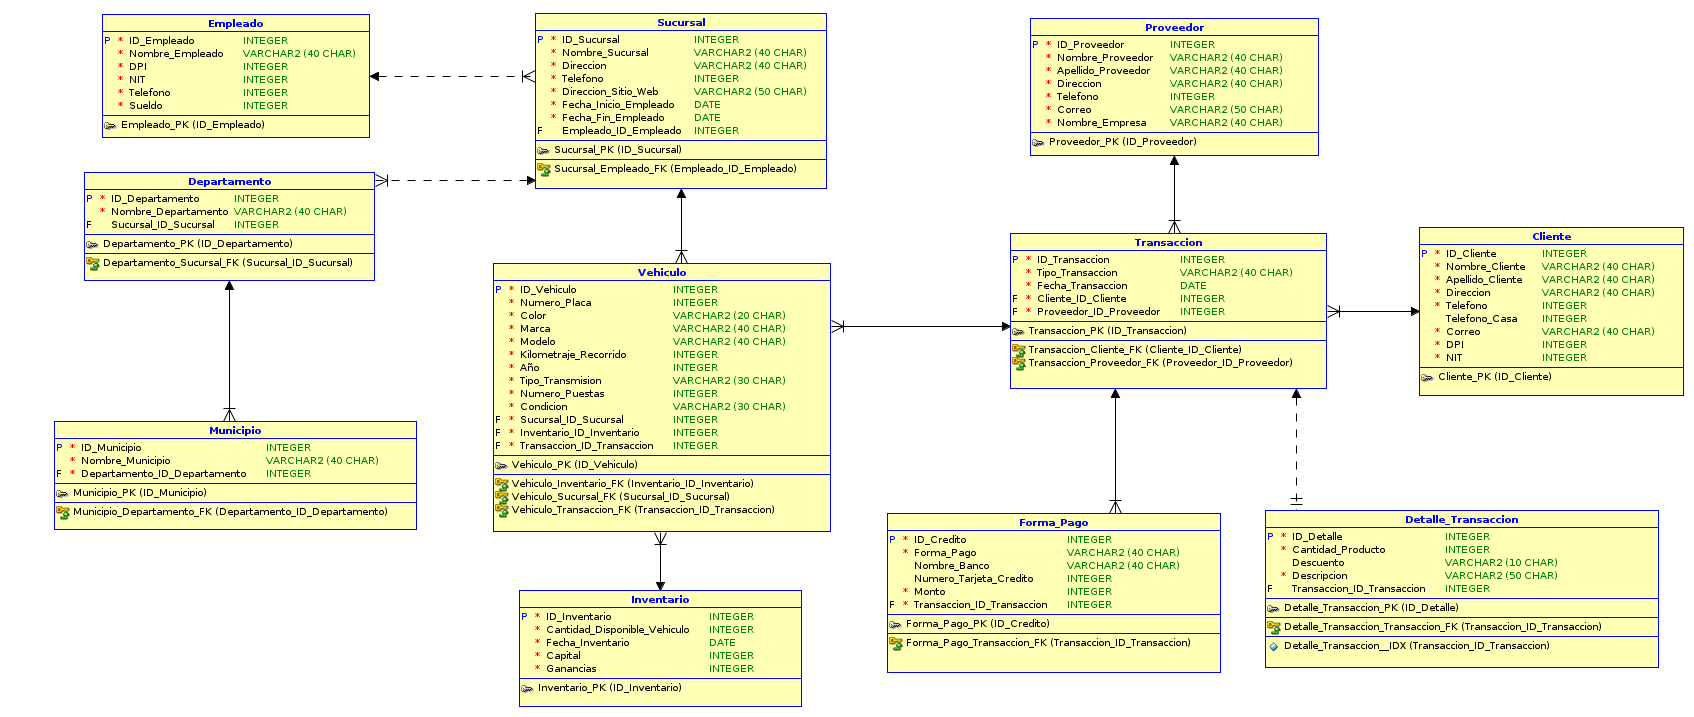 Empleado
P * ID_Empleado INTEGER
* Nombre_Empleado VARCHAR2 (40 CHAR)
* DPI INTEGER
* NIT INTEGER
* Telefono INTEGER
* Sueldo INTEGER
Empleado_PK (ID_Empleado)
Sucursal
P * ID_Sucursal INTEGER
* Nombre_Sucursal VARCHAR2 (40 CHAR)
* Direccion VARCHAR2 (40 CHAR)
* Telefono INTEGER
* Direccion_Sitio_Web VARCHAR2 (50 CHAR)
* Fecha_Inicio_Empleado DATE
* Fecha_Fin_Empleado DATE
F Empleado_ID_Empleado INTEGER
Sucursal_PK (ID_Sucursal)
Sucursal_Empleado_FK (Empleado_ID_Empleado)
Proveedor
P * ID_Proveedor INTEGER
* Nombre_Proveedor VARCHAR2 (40 CHAR)
* Apellido_Proveedor VARCHAR2 (40 CHAR)
* Direccion VARCHAR2 (40 CHAR)
* Telefono INTEGER
* Correo VARCHAR2 (50 CHAR)
* Nombre_Empresa VARCHAR2 (40 CHAR)
Proveedor_PK (ID_Proveedor)
Departamento
P * ID_Departamento INTEGER
* Nombre_Departamento VARCHAR2 (40 CHAR)
F Sucursal_ID_Sucursal INTEGER
Departamento_PK (ID_Departamento)
Departamento_Sucursal_FK (Sucursal_ID_Sucursal)
Vehiculo
P * ID_Vehiculo INTEGER
* Numero_Placa INTEGER
* Color VARCHAR2 (20 CHAR)
* Marca VARCHAR2 (40 CHAR)
* Modelo VARCHAR2 (40 CHAR)
* Kilometraje_Recorrido INTEGER
* Año INTEGER
* Tipo_Transmision VARCHAR2 (30 CHAR)
* Numero_Puestas INTEGER
* Condicion VARCHAR2 (30 CHAR)
F * Sucursal_ID_Sucursal INTEGER
F * Inventario_ID_Inventario INTEGER
F * Transaccion_ID_Transaccion INTEGER
Vehiculo_PK (ID_Vehiculo)
Vehiculo_Inventario_FK (Inventario_ID_Inventario)
Vehiculo_Sucursal_FK (Sucursal_ID_Sucursal)
Vehiculo_Transaccion_FK (Transaccion_ID_Transaccion)
Transaccion
P * ID_Transaccion INTEGER
* Tipo_Transaccion VARCHAR2 (40 CHAR)
* Fecha_Transaccion DATE
F * Cliente_ID_Cliente INTEGER
F * Proveedor_ID_Proveedor INTEGER
Transaccion_PK (ID_Transaccion)
Transaccion_Cliente_FK (Cliente_ID_Cliente)
Transaccion_Proveedor_FK (Proveedor_ID_Proveedor)
Cliente
P * ID_Cliente INTEGER
* Nombre_Cliente VARCHAR2 (40 CHAR)
Apellido_Cliente VARCHAR2 (40 CHAR)
* Direccion VARCHAR2 (40 CHAR)
* Telefono INTEGER
Telefono_Casa INTEGER
* Correo VARCHAR2 (40 CHAR)
* DPI INTEGER
* NIT INTEGER
Cliente_PK (ID_Cliente)
Municipio
P * ID_Municipio INTEGER
* Nombre_Municipio VARCHAR2 (40 CHAR)
F * Departamento_ID_Departamento INTEGER
Municipio_PK (ID_Municipio)
Municipio_Departamento_FK (Departamento_ID_Departamento)
Inventario
P * ID_Inventario INTEGER
* Cantidad_Disponible_Vehiculo INTEGER
* Fecha_Inventario DATE
* Capital INTEGER
* Ganancias INTEGER
Inventario_PK (ID_Inventario)
Forma_Pago
P * ID_Credito INTEGER
* Forma_Pago VARCHAR2 (40 CHAR)
Nombre_Banco VARCHAR2 (40 CHAR)
Numero_Tarjeta_Credito INTEGER
* Monto INTEGER
F * Transaccion_ID_Transaccion INTEGER
Forma_Pago_PK (ID_Credito)
Forma_Pago_Transaccion_FK (Transaccion_ID_Transaccion)
Detalle_Transaccion
P * ID_Detalle INTEGER
* Cantidad_Producto INTEGER
Descuento VARCHAR2 (10 CHAR)
* Descripcion VARCHAR2 (50 CHAR)
F Transaccion_ID_Transaccion INTEGER
Detalle_Transaccion_PK (ID_Detalle)
Detalle_Transaccion_Transaccion_FK (Transaccion_ID_Transaccion)
Detalle_Transaccion__IDX (Transaccion_ID_Transaccion)